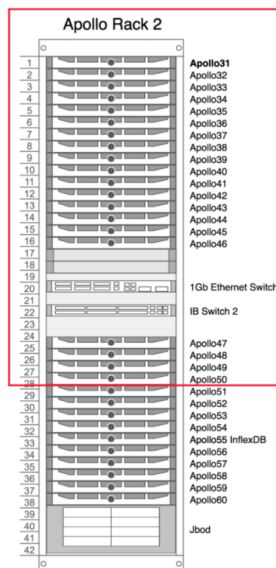 Apollo Rack 2
1 Apollo31
2 Apollo32
3 Apollo33
4 Apollo34
5 Apollo35
6 Apollo36
7 Apollo37
8 Apollo38
9 Apollo39
10 Apollo40
11 Apollo41
12 Apollo42
13 Apollo43
14 Apollo44
15 Apollo45
16 Apollo46
17
18
19
20 1Gb Ethernet Switch
21
22 IB Switch 2
23
24
25 Apollo47
26 Apollo48
27 Apollo49
28 Apollo50
29 Apollo51
30 Apollo52
31 Apollo53
32 Apollo54
33 Apollo55 InflexDB
34 Apollo56
35 Apollo57
36 Apollo58
37 Apollo59
38 Apollo60
39
40 Jbod
41
42